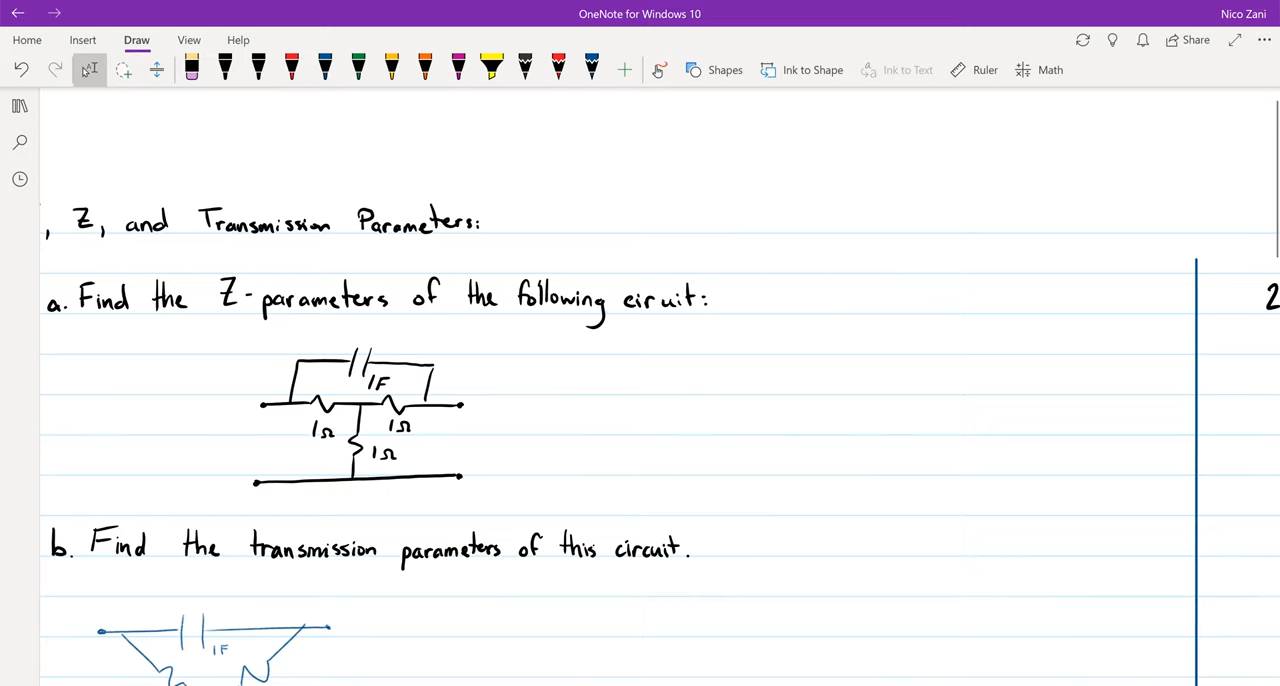 OneNote for Windows 10
Nico Zani
Home Insert Draw View Help
Share
Shapes Ink to Shape Ink to Text Ruler Math
, Z, and Transmission Parameters:
a. Find the Z-parameters of the following ciruit:
2
1F
1Ω 1Ω
1Ω
b. Find the transmission parameters of this circuit.
1F